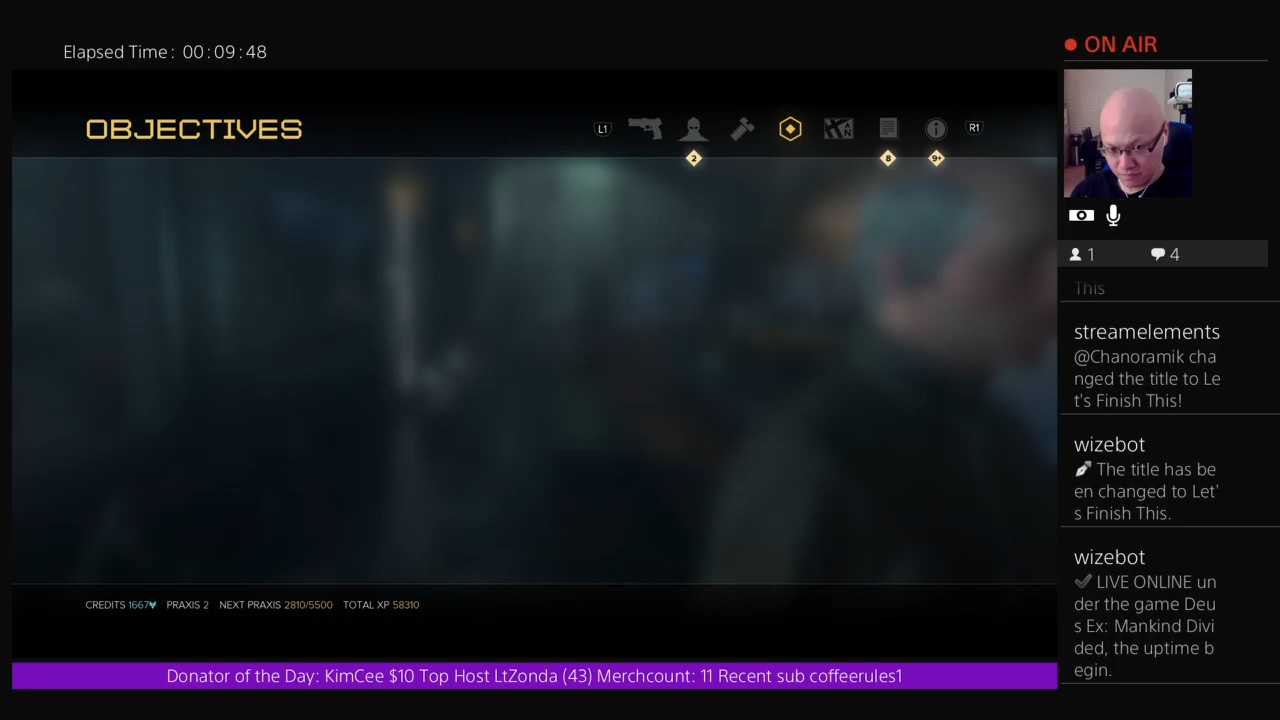 Elapsed Time: 00:09:48
ON AIR
OBJECTIVES
L1
R1
2
8
9+
1
4
This
streamelements
@Chanoramik cha
nged the title to Le
t's Finish This!
wizebot
The title has be
en changed to Let'
s Finish This.
wizebot
LIVE ONLINE un
der the game Deu
s Ex: Mankind Divi
ded, the uptime b
egin.
CREDITS 1667 PRAXIS 2 NEXT PRAXIS 2810/5500 TOTAL XP 58310
Donator of the Day: KimCee $10 Top Host LtZonda (43) Merchcount: 11 Recent sub coffeerules1